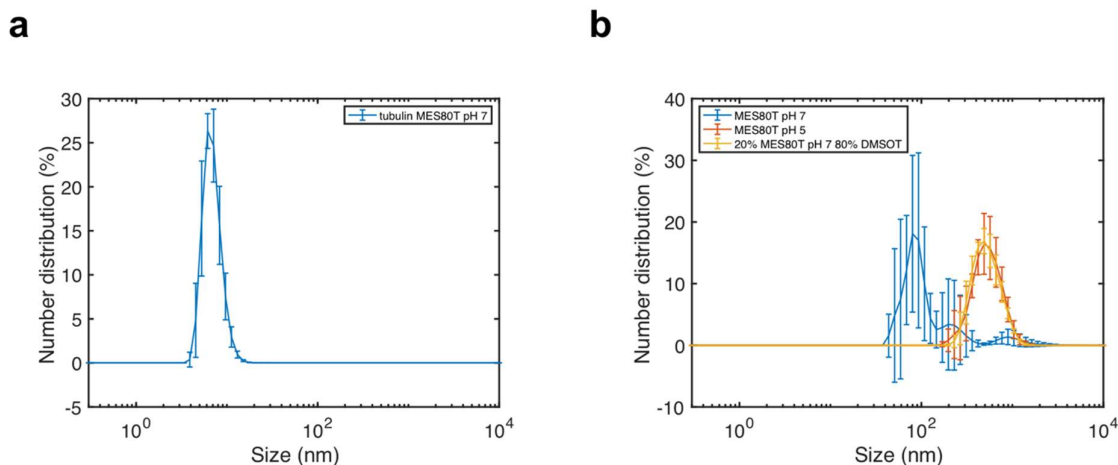 a
b
30
25
20
15
10
5
0
-5
Number distribution (%)
tubulin MES80T pH 7
10^0
10^2
10^4
Size (nm)
40
30
20
10
0
-10
Number distribution (%)
MES80T pH 7
MES80T pH 5
20% MES80T pH 7 80% DMSOT
10^0
10^2
10^4
Size (nm)